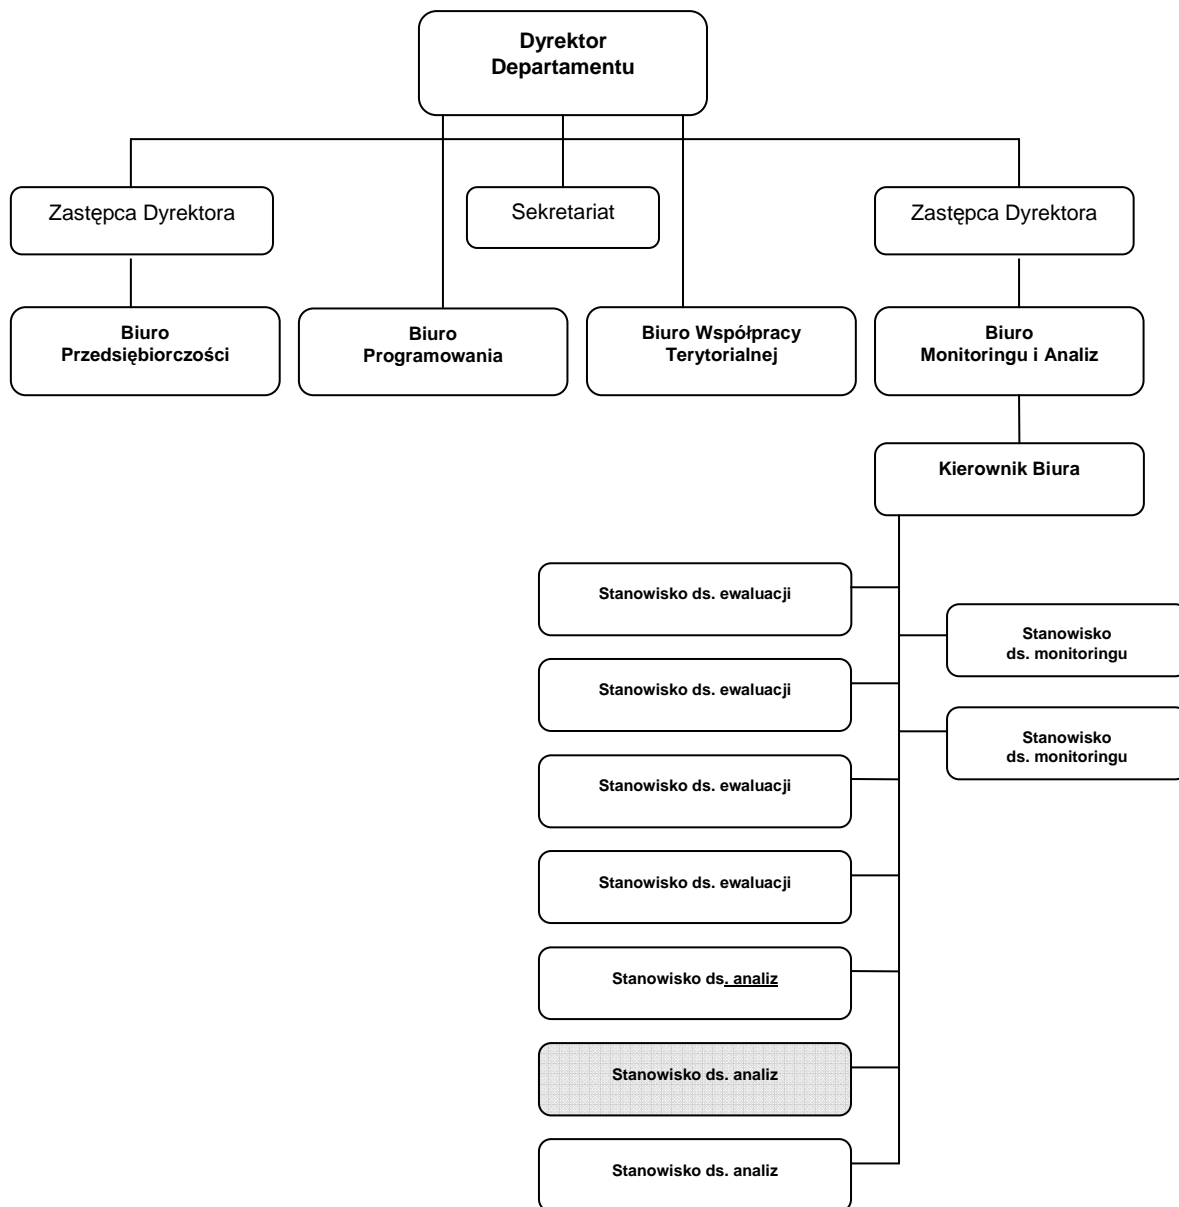 Dyrektor
Departamentu
Zastępca Dyrektora
Sekretariat
Zastępca Dyrektora
Biuro
Przedsiębiorczości
Biuro
Programowania
Biuro Współpracy
Terytorialnej
Biuro
Monitoringu i Analiz
Kierownik Biura
Stanowisko ds. ewaluacji
Stanowisko
ds. monitoringu
Stanowisko ds. ewaluacji
Stanowisko
ds. monitoringu
Stanowisko ds. ewaluacji
Stanowisko ds. ewaluacji
Stanowisko ds. analiz
Stanowisko ds. analiz
Stanowisko ds. analiz